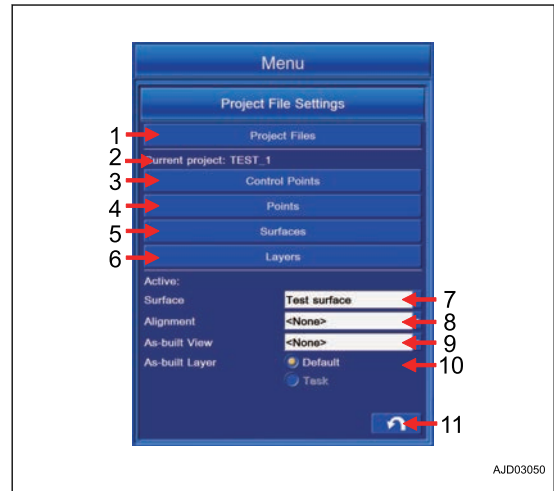 Menu
Project File Settings
1 Project Files
2 Current project: TEST_1
3 Control Points
4 Points
5 Surfaces
6 Layers
Active:
Surface Test surface 7
Alignment <None> 8
As-built View <None> 9
As-built Layer Default 10
Task
11
AJD03050